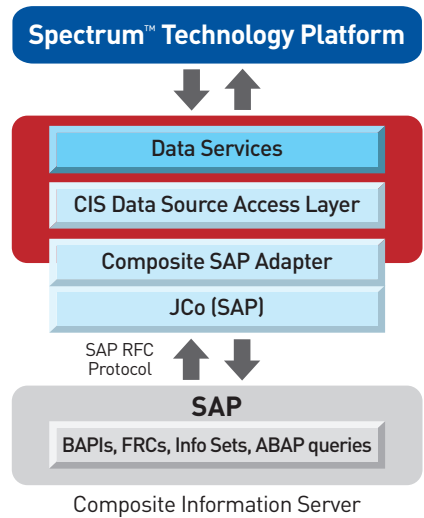 Spectrum™ Technology Platform
Data Services
CIS Data Source Access Layer
Composite SAP Adapter
JCo (SAP)
SAP RFC
Protocol
SAP
BAPIs, FRCs, Info Sets, ABAP queries
Composite Information Server